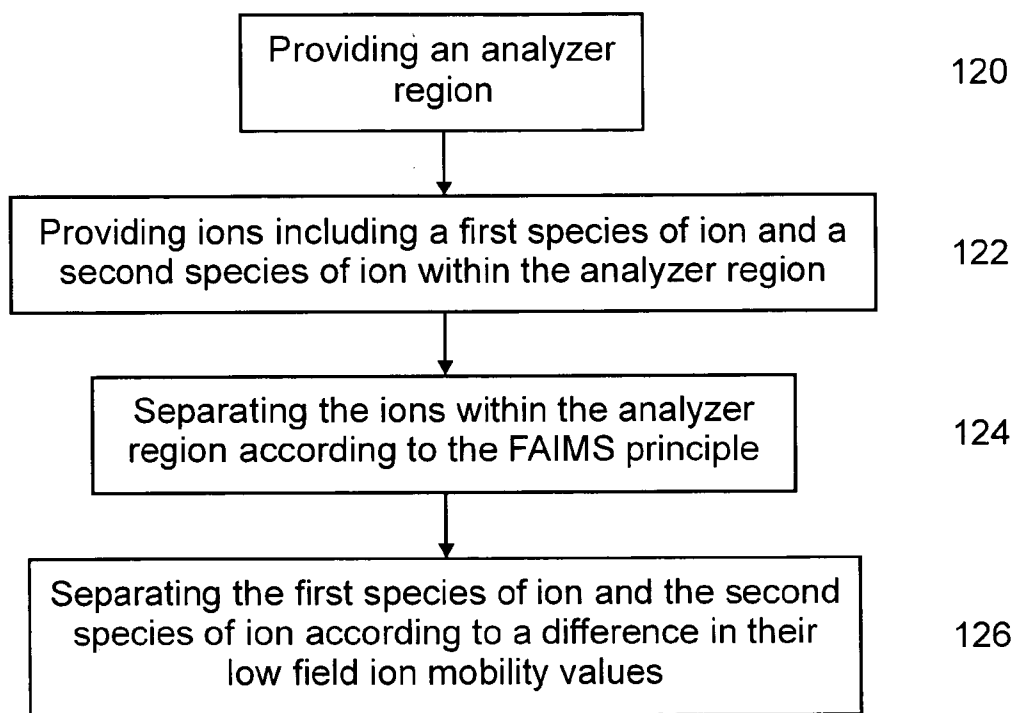 Providing an analyzer
region
120
Providing ions including a first species of ion and a
second species of ion within the analyzer region
122
Separating the ions within the analyzer
region according to the FAIMS principle
124
Separating the first species of ion and the second
species of ion according to a difference in their
low field ion mobility values
126